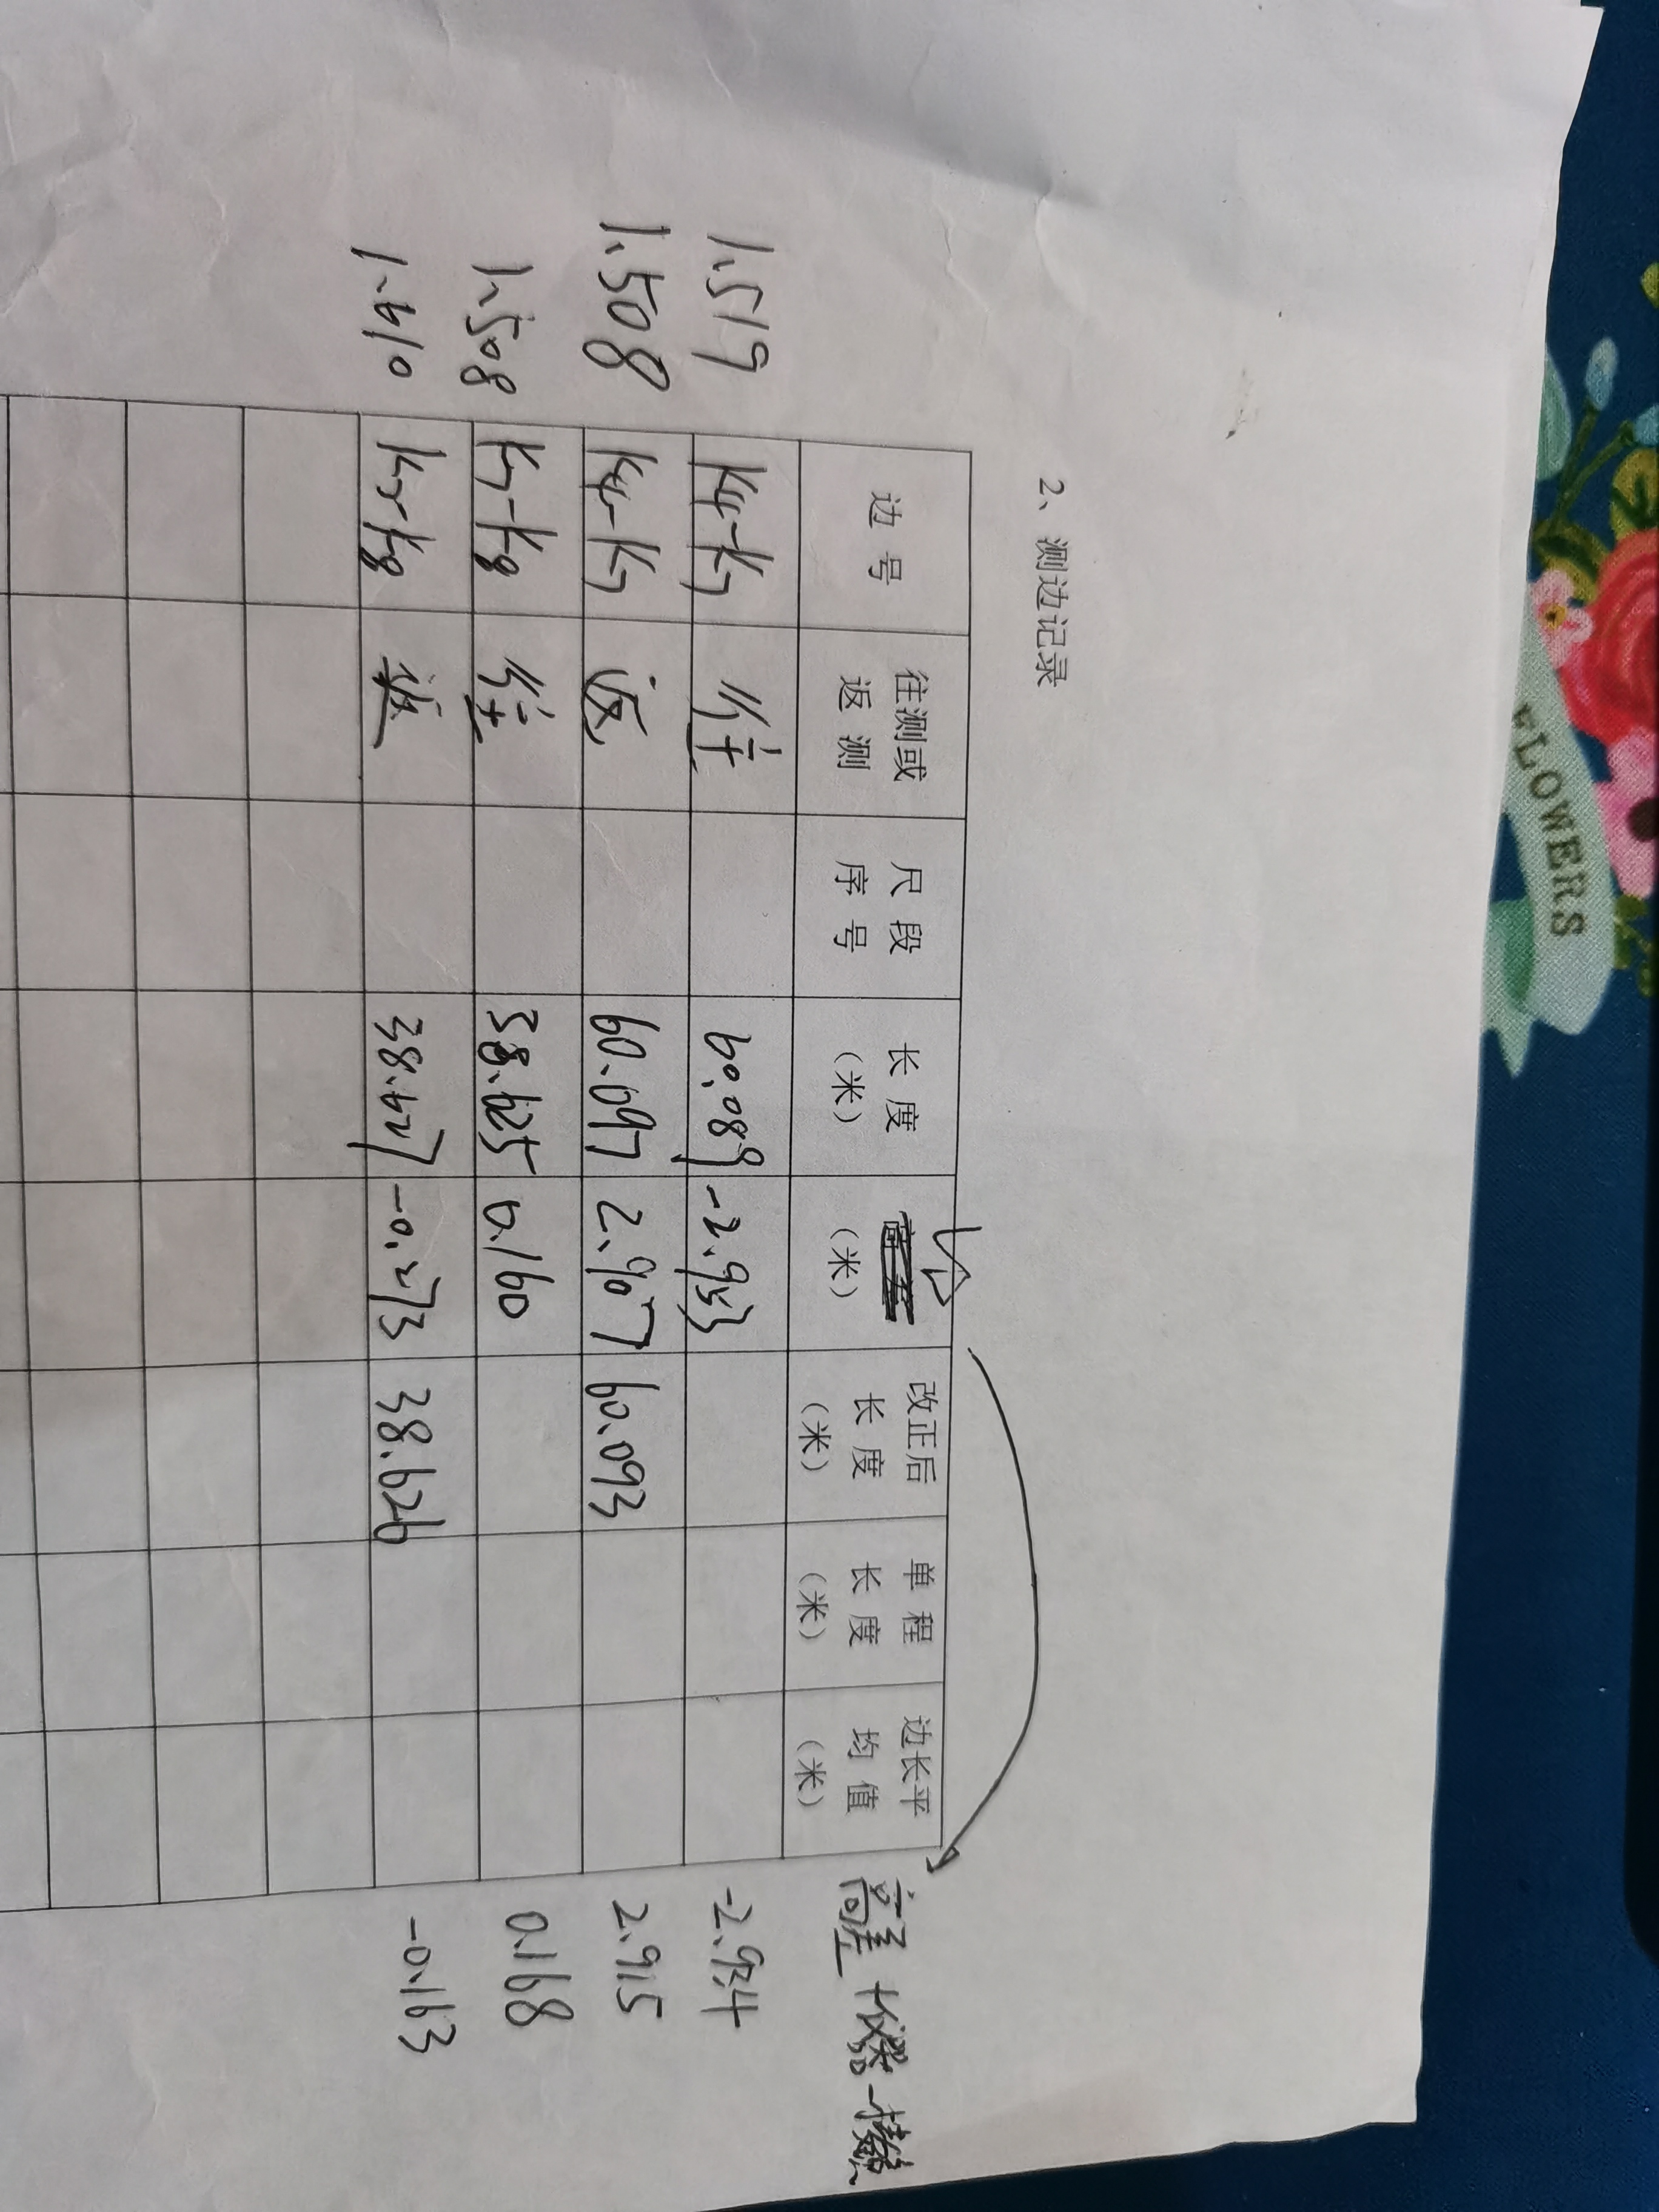 FLOWERS
2、测边记录
边 号 往测或返 测 尺 段序 号 长 度（米） VD（米） 改正后长 度（米） 单 程长 度（米） 边长平均 值（米） 高差+仪器-棱镜
1.519 K4-K7 往 60.089 -2.953 -2.934
1.508 K4-K7 返 60.097 2.907 60.093 2.915
1.508 K7-K8 往 38.625 0.160 0.168
1.610 K7-K8 返 38.627 -0.273 38.626 -0.163